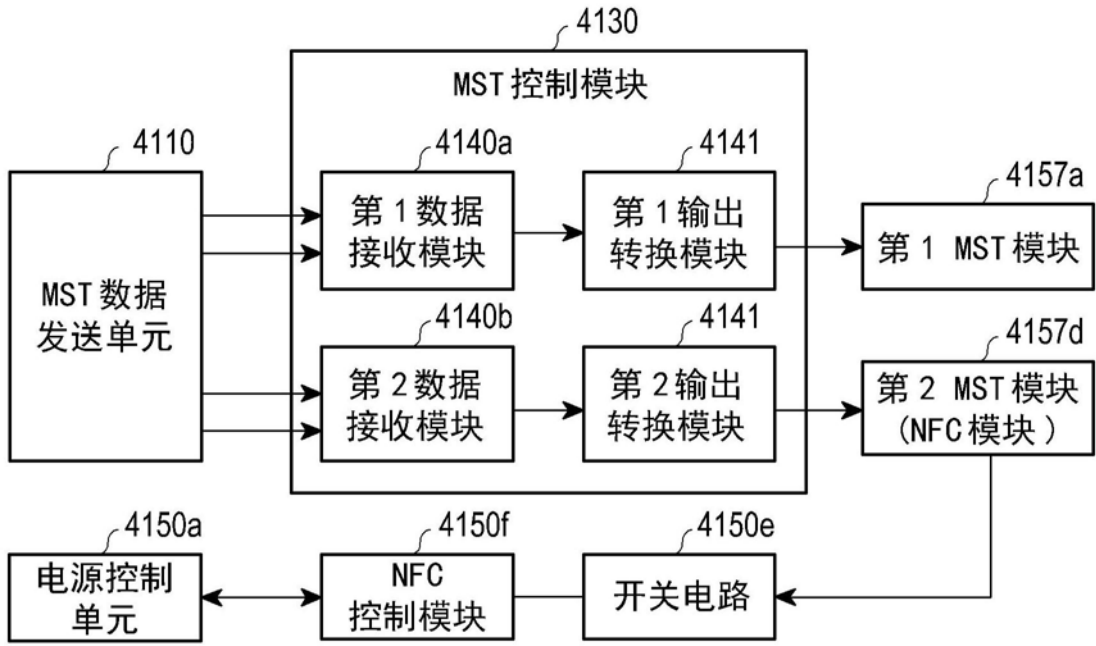 4130
MST 控制模块
4110
4140a
4141
4157a
MST 数据
发送单元
第 1 数据
接收模块
第 1 输出
转换模块
第 1 MST 模块
4140b
4141
4157d
第 2 数据
接收模块
第 2 输出
转换模块
第 2 MST 模块
(NFC 模块)
4150a
4150f
4150e
电源控制
单元
NFC
控制模块
开关电路